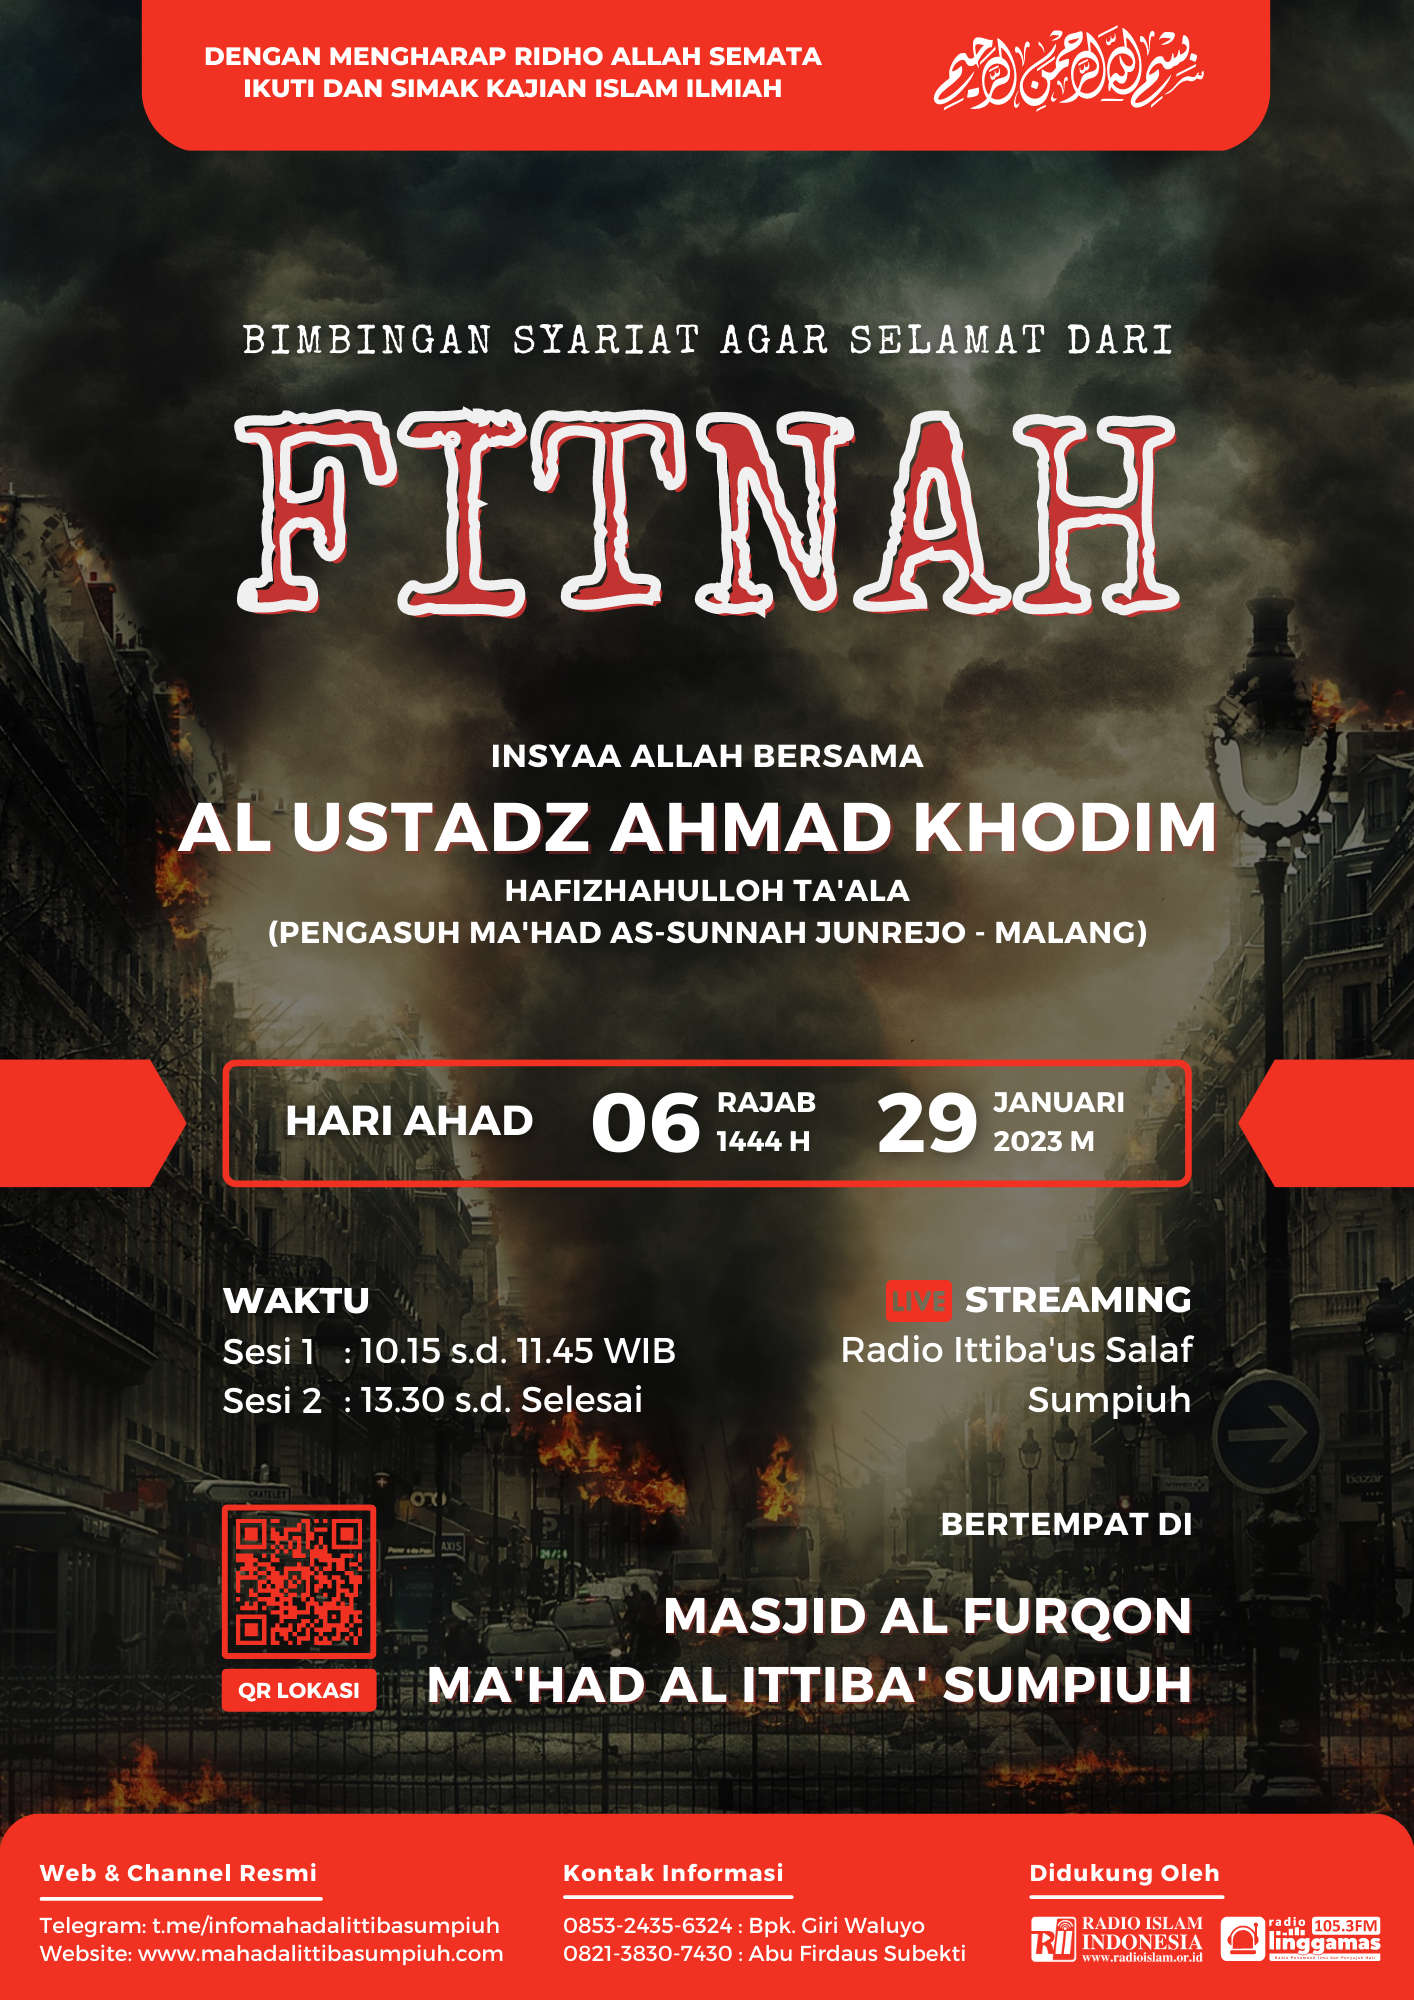 DENGAN MENGHARAP RIDHO ALLAH SEMATA
IKUTI DAN SIMAK KAJIAN ISLAM ILMIAH
بسم الله الرحمن الرحيم
BIMBINGAN SYARIAT AGAR SELAMAT DARI
FITNAH
INSYAA ALLAH BERSAMA
AL USTADZ AHMAD KHODIM
HAFIZHAHULLOH TA'ALA
(PENGASUH MA'HAD AS-SUNNAH JUNREJO - MALANG)
HARI AHAD
06
RAJAB
1444 H
29
JANUARI
2023 M
WAKTU
Sesi 1 : 10.15 s.d. 11.45 WIB
Sesi 2 : 13.30 s.d. Selesai
LIVE STREAMING
Radio Ittiba'us Salaf
Sumpiuh
CHATELET
AXIS
bazar
QR LOKASI
BERTEMPAT DI
MASJID AL FURQON
MA'HAD AL ITTIBA' SUMPIUH
Web & Channel Resmi
Telegram: t.me/infomahadalittibasumpiuh
Website: www.mahadalittibasumpiuh.com
Kontak Informasi
0853-2435-6324 : Bpk. Giri Waluyo
0821-3830-7430 : Abu Firdaus Subekti
Didukung Oleh
RII
RADIO ISLAM
INDONESIA
www.radioislam.or.id
radio
105.3FM
linggamas